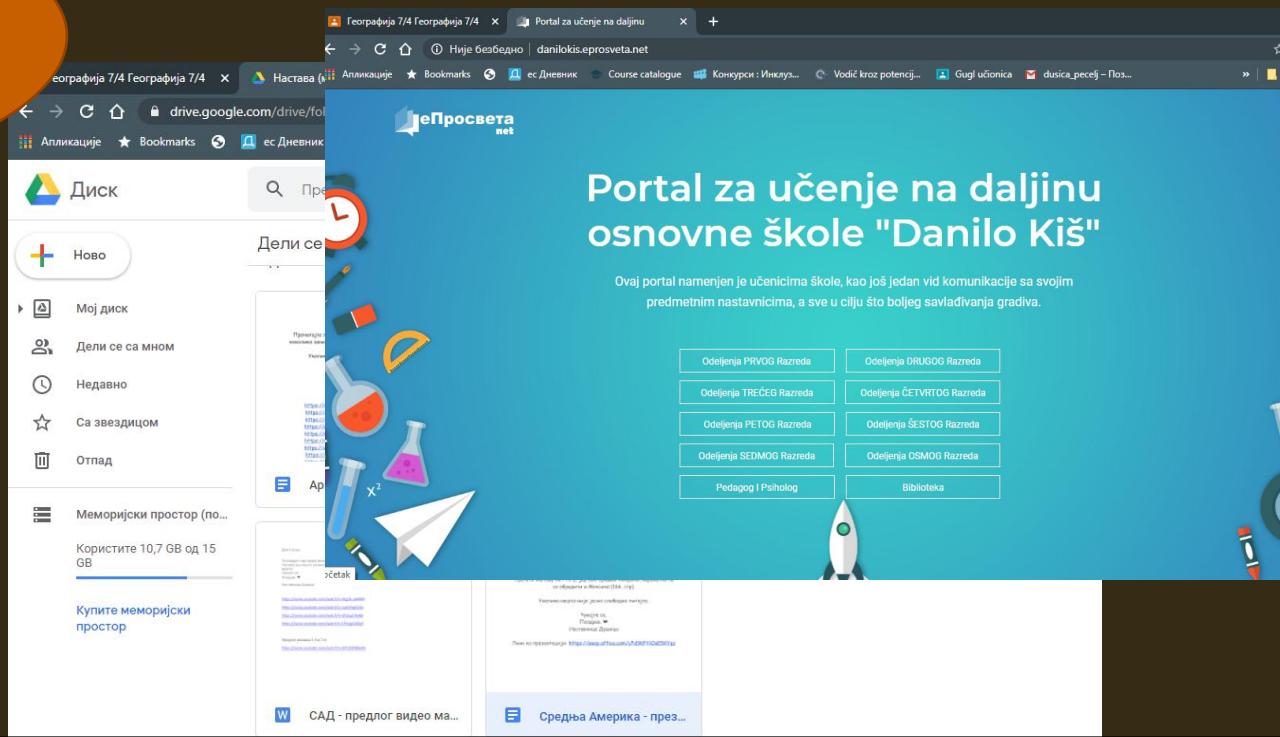 Географија 7/4 Географија 7/4
Portal za učenje na daljinu
Није безбедно
danilokis.eprosveta.net
Апликације
Bookmarks
ес Дневник
Course catalogue
Конкурси : Инклуз...
Vodič kroz potencij...
Gugl učionica
dusica_pecelj – Поз...
»
еПросвета
net
Portal za učenje na daljinu
osnovne škole "Danilo Kiš"
Ovaj portal namenjen je učenicima škole, kao još jedan vid komunikacije sa svojim
predmetnim nastavnicima, a sve u cilju što boljeg savlađivanja gradiva.
Odeljenja PRVOG Razreda
Odeljenja DRUGOG Razreda
Odeljenja TREĆEG Razreda
Odeljenja ČETVRTOG Razreda
Odeljenja PETOG Razreda
Odeljenja ŠESTOG Razreda
Odeljenja SEDMOG Razreda
Odeljenja OSMOG Razreda
Pedagog I Psiholog
Biblioteka
x²
očetak
еографија 7/4 Географија 7/4
Настава (
drive.google.com/drive/fol
Апликације
Bookmarks
ес Дневник
Диск
Пре
Ново
Дели се
Мој диск
Дели се са мном
Недавно
Са звездицом
Отпад
Меморијски простор (по...
Користите 10,7 GB од 15
GB
Купите меморијски
простор
Ар
W САД - предлог видео ма...
Средња Америка - през...